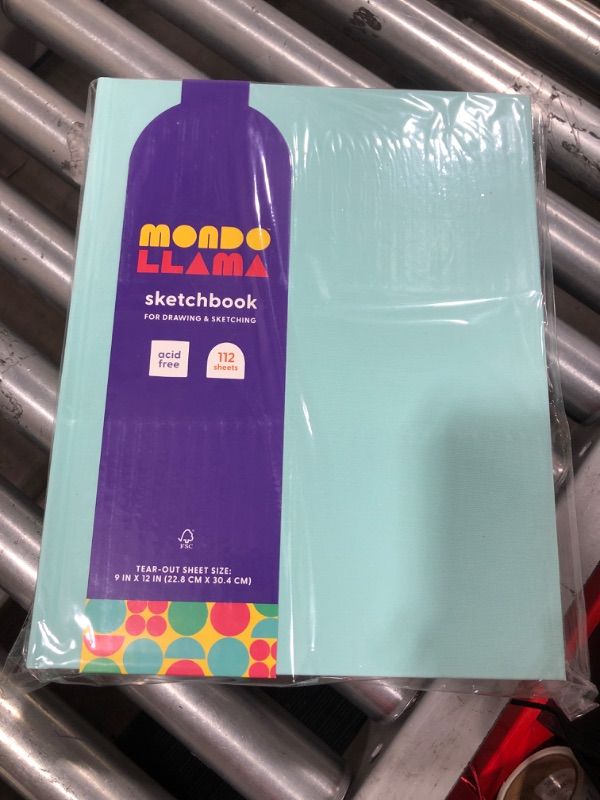 MONDO
LLAMA
sketchbook
FOR DRAWING & SKETCHING
acid
free
112
sheets
FSC
TEAR-OUT SHEET SIZE:
9 IN X 12 IN (22.8 CM X 30.4 CM)